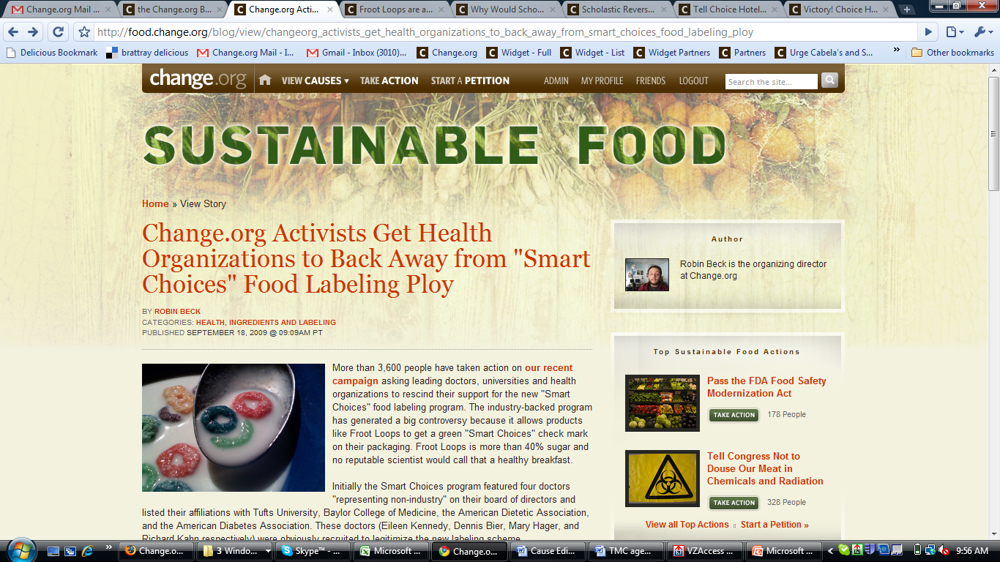 Change.org Mail ...
the Change.org B...
Change.org Acti...
Froot Loops are a...
Why Would Scho...
Scholastic Revers...
Tell Choice Hotel...
Victory! Choice H...
http://food.change.org/blog/view/changeorg_activists_get_health_organizations_to_back_away_from_smart_choices_food_labeling_ploy
Delicious Bookmark
brattray delicious
Change.org Mail - I...
Gmail - Inbox (3010)...
Change.org
Widget - Full
Widget - List
Widget Partners
Partners
Urge Cabela's and S...
»
Other bookmarks
change.org
VIEW CAUSES
TAKE ACTION
START A PETITION
ADMIN
MY PROFILE
FRIENDS
LOGOUT
Search the site...
SUSTAINABLE FOOD
Home » View Story
Change.org Activists Get Health
Organizations to Back Away from "Smart
Choices" Food Labeling Ploy
BY ROBIN BECK
CATEGORIES: HEALTH, INGREDIENTS AND LABELING
PUBLISHED SEPTEMBER 18, 2009 @ 09:09AM PT
More than 3,600 people have taken action on our recent
campaign asking leading doctors, universities and health
organizations to rescind their support for the new "Smart
Choices" food labeling program. The industry-backed program
has generated a big controversy because it allows products
like Froot Loops to get a green "Smart Choices" check mark
on their packaging. Froot Loops is more than 40% sugar and
no reputable scientist would call that a healthy breakfast.
Initially the Smart Choices program featured four doctors
"representing non-industry" on their board of directors and
listed their affiliations with Tufts University, Baylor College of Medicine, the American Dietetic Association,
and the American Diabetes Association. These doctors (Eileen Kennedy, Dennis Bier, Mary Hager, and
Richard Kahn respectively) were obviously recruited to legitimize the new labeling scheme.
Author
Robin Beck is the organizing director
at Change.org
Top Sustainable Food Actions
Pass the FDA Food Safety
Modernization Act
TAKE ACTION 178 People
Tell Congress Not to
Douse Our Meat in
Chemicals and Radiation
TAKE ACTION 328 People
View all Top Actions :: Start a Petition »
»
Change.o...
3 Windo...
Skype™ - ...
Microsoft ...
Change.o...
Cause Edi...
TMC age...
VZAccess ...
Microsoft ...
9:56 AM